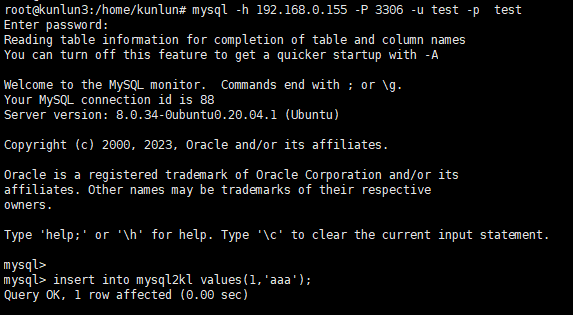 root@kunlun3:/home/kunlun# mysql -h 192.168.0.155 -P 3306 -u test -p  test
Enter password:
Reading table information for completion of table and column names
You can turn off this feature to get a quicker startup with -A
Welcome to the MySQL monitor.  Commands end with ; or \g.
Your MySQL connection id is 88
Server version: 8.0.34-0ubuntu0.20.04.1 (Ubuntu)
Copyright (c) 2000, 2023, Oracle and/or its affiliates.
Oracle is a registered trademark of Oracle Corporation and/or its
affiliates. Other names may be trademarks of their respective
owners.
Type 'help;' or '\h' for help. Type '\c' to clear the current input statement.
mysql>
mysql> insert into mysql2kl values(1,'aaa');
Query OK, 1 row affected (0.00 sec)